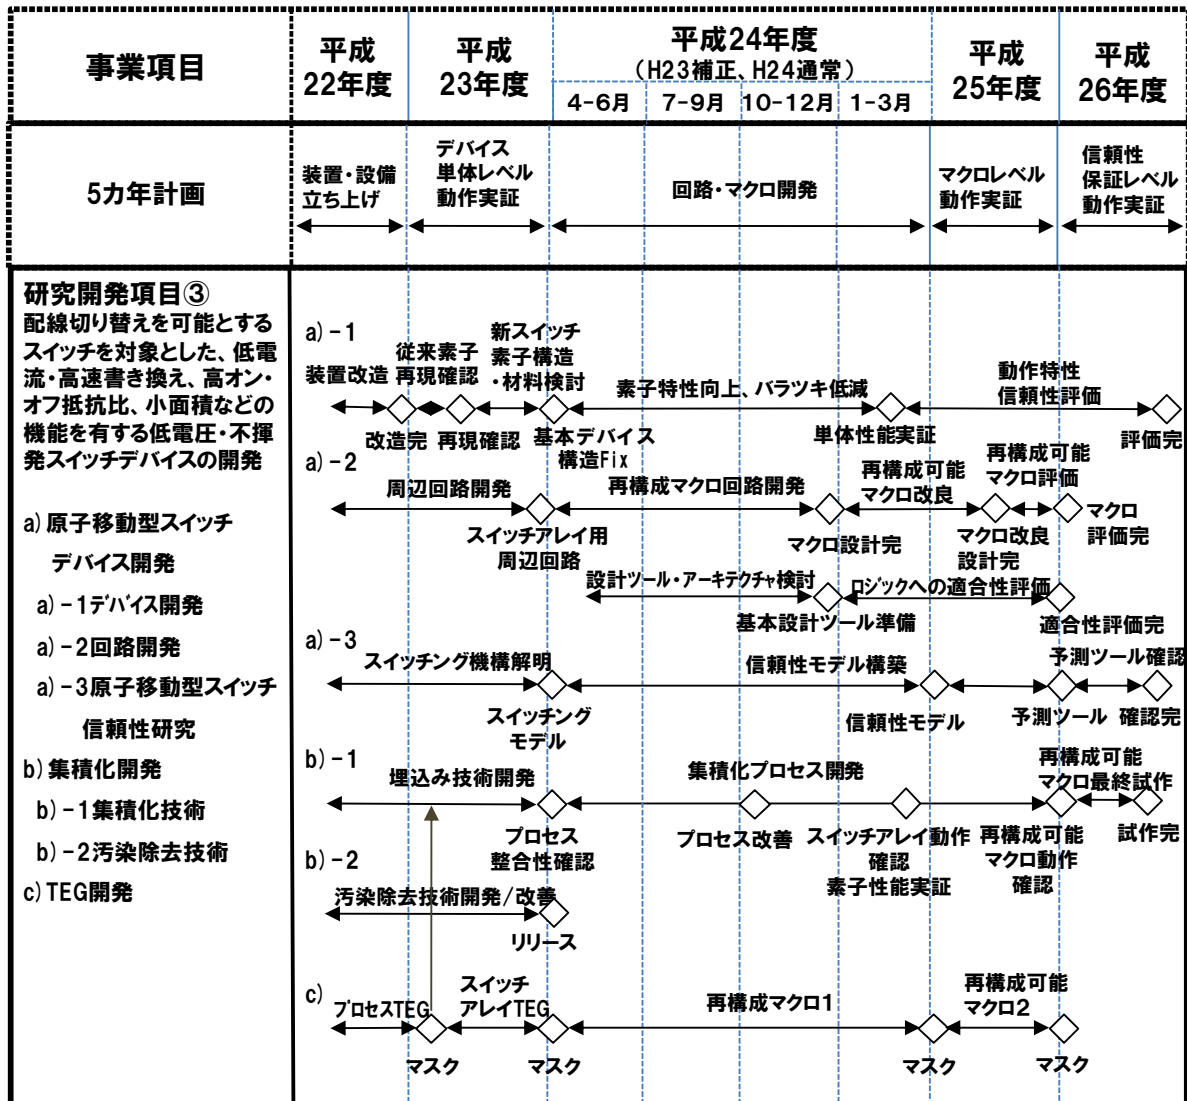 事業項目
平成
22年度
平成
23年度
平成24年度
（H23補正、H24通常）
4-6月
7-9月
10-12月
1-3月
平成
25年度
平成
26年度
5カ年計画
装置・設備
立ち上げ
デバイス
単体レベル
動作実証
回路・マクロ開発
マクロレベル
動作実証
信頼性
保証レベル
動作実証
研究開発項目③
配線切り替えを可能とする
スイッチを対象とした、低電
流・高速書き換え、高オン・
オフ抵抗比、小面積などの
機能を有する低電圧・不揮
発スイッチデバイスの開発
a）原子移動型スイッチ
デバイス開発
a）-1デバイス開発
a）-2回路開発
a）-3原子移動型スイッチ
信頼性研究
b）集積化開発
b）-1集積化技術
b）-2汚染除去技術
c）TEG開発
a）-1
装置改造
従来素子
再現確認
新スイッチ
素子構造
・材料検討
素子特性向上、バラツキ低減
動作特性
信頼性評価
改造完
再現確認
基本デバイス
構造Fix
単体性能実証
評価完
a）-2
周辺回路開発
再構成マクロ回路開発
再構成可能
マクロ改良
再構成可能
マクロ評価
スイッチアレイ用
周辺回路
マクロ設計完
マクロ改良
設計完
マクロ
評価完
設計ツール・アーキテクチャ検討
ロジックへの適合性評価
基本設計ツール準備
適合性評価完
a）-3
スイッチング機構解明
信頼性モデル構築
予測ツール確認
スイッチング
モデル
信頼性モデル
予測ツール
確認完
b）-1
埋込み技術開発
集積化プロセス開発
再構成可能
マクロ最終試作
プロセス
整合性確認
プロセス改善
スイッチアレイ動作
確認
素子性能実証
再構成可能
マクロ動作
確認
試作完
b）-2
汚染除去技術開発/改善
リリース
c）
プロセスTEG
スイッチ
アレイTEG
再構成マクロ1
再構成可能
マクロ2
マスク
マスク
マスク
マスク